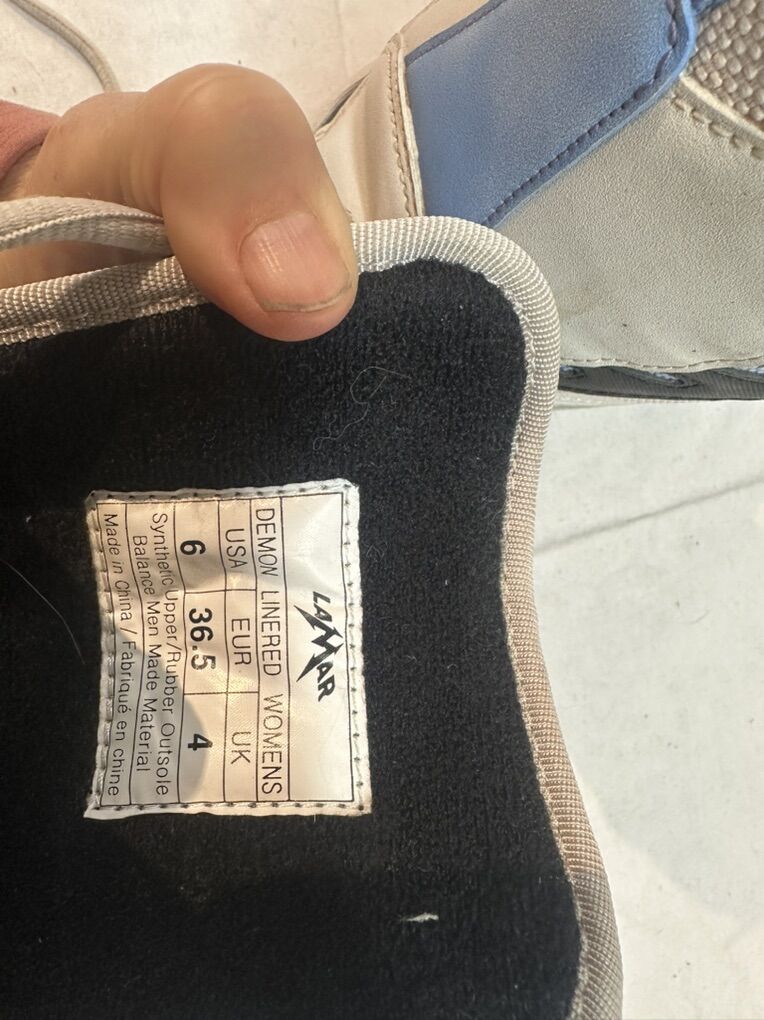 LAMAR
DEMON LINERED WOMENS
USA EUR UK
6 36.5 4
Synthetic Upper/Rubber Outsole
Balance Men Made Material
Made in China / Fabriqué en chine